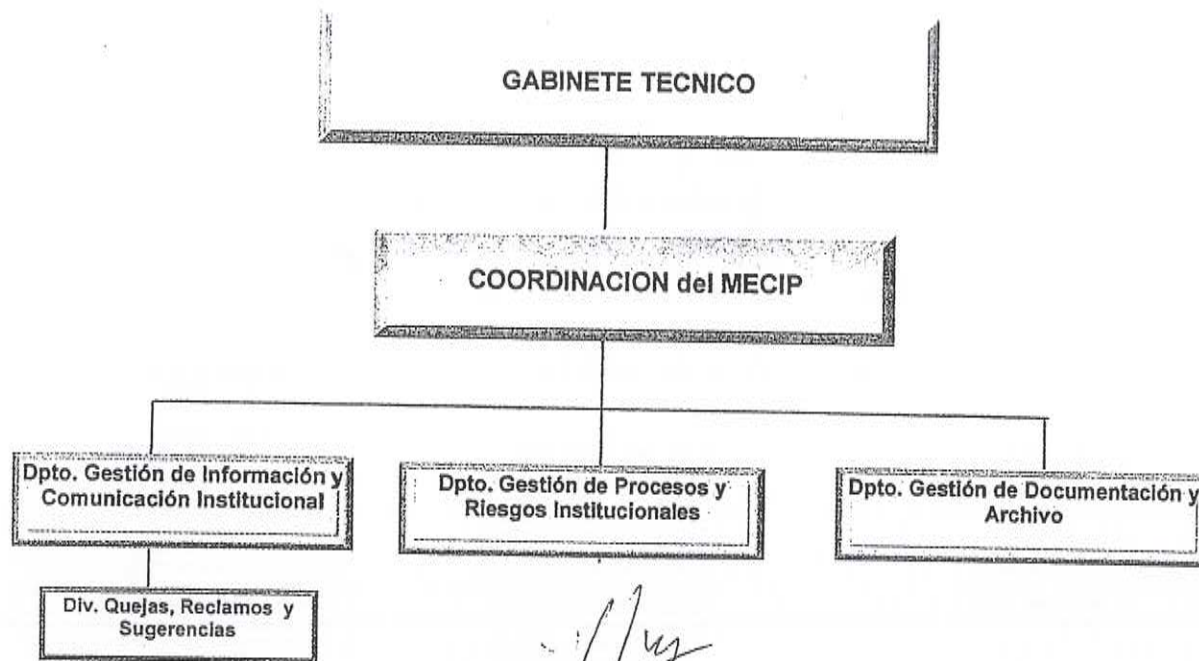 GABINETE TECNICO
COORDINACION del MECIP
Dpto. Gestión de Información y
Comunicación Institucional
Dpto. Gestión de Procesos y
Riesgos Institucionales
Dpto. Gestión de Documentación y
Archivo
Div. Quejas, Reclamos y
Sugerencias